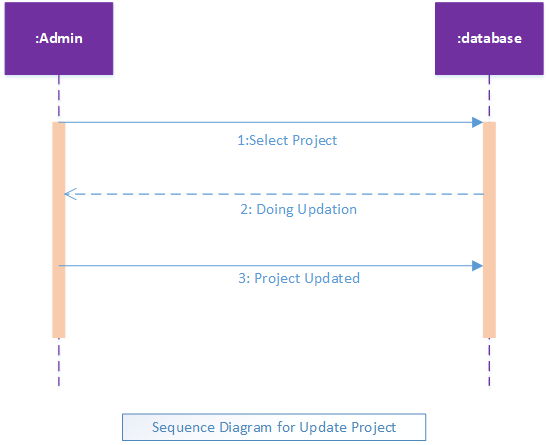 :Admin
:database
1:Select Project
2: Doing Updation
3: Project Updated
Sequence Diagram for Update Project